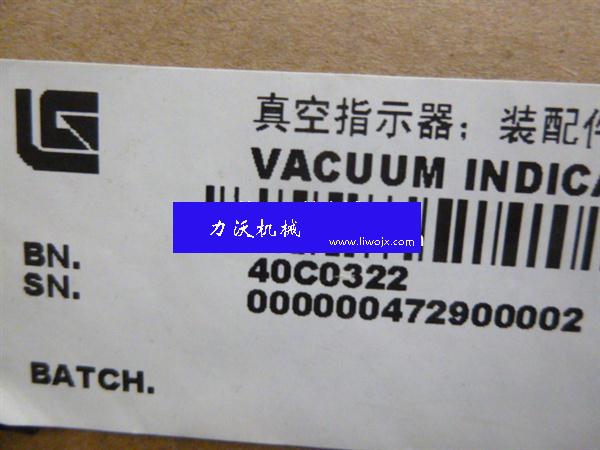 真空指示器；装配件
VACUUM INDICA
力沃机械
www.liwojx.com
BN.
40C0322
SN.
000000472900002
BATCH.